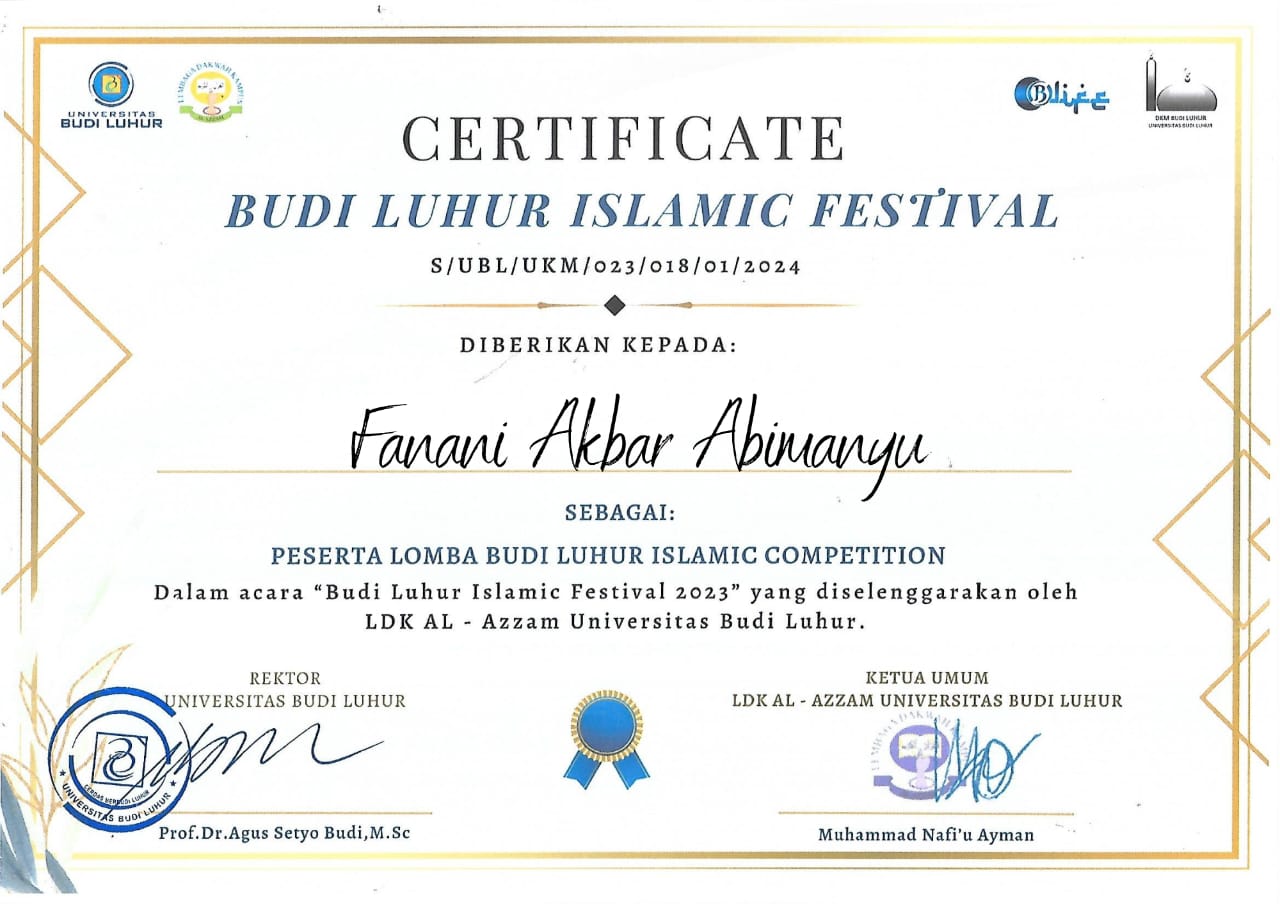 UNIVERSITAS
BUDI LUHUR
LEMBAGA DAKWAH KAMPUS
AL AZZAM
Blife
DKM BUDI LUHUR
UNIVERSITAS BUDI LUHUR
CERTIFICATE
BUDI LUHUR ISLAMIC FESTIVAL
S/UBL/UKM/023/018/01/2024
DIBERIKAN KEPADA:
Fanani Akbar Abimanyu
SEBAGAI:
PESERTA LOMBA BUDI LUHUR ISLAMIC COMPETITION
Dalam acara “Budi Luhur Islamic Festival 2023” yang diselenggarakan oleh
LDK AL - Azzam Universitas Budi Luhur.
REKTOR
UNIVERSITAS BUDI LUHUR
CERDAS BERBUDI LUHUR
UNIVERSITAS BUDI LUHUR
Prof.Dr.Agus Setyo Budi,M.Sc
KETUA UMUM
LDK AL - AZZAM UNIVERSITAS BUDI LUHUR
LEMBAGA DAKWAH
Muhammad Nafi’u Ayman